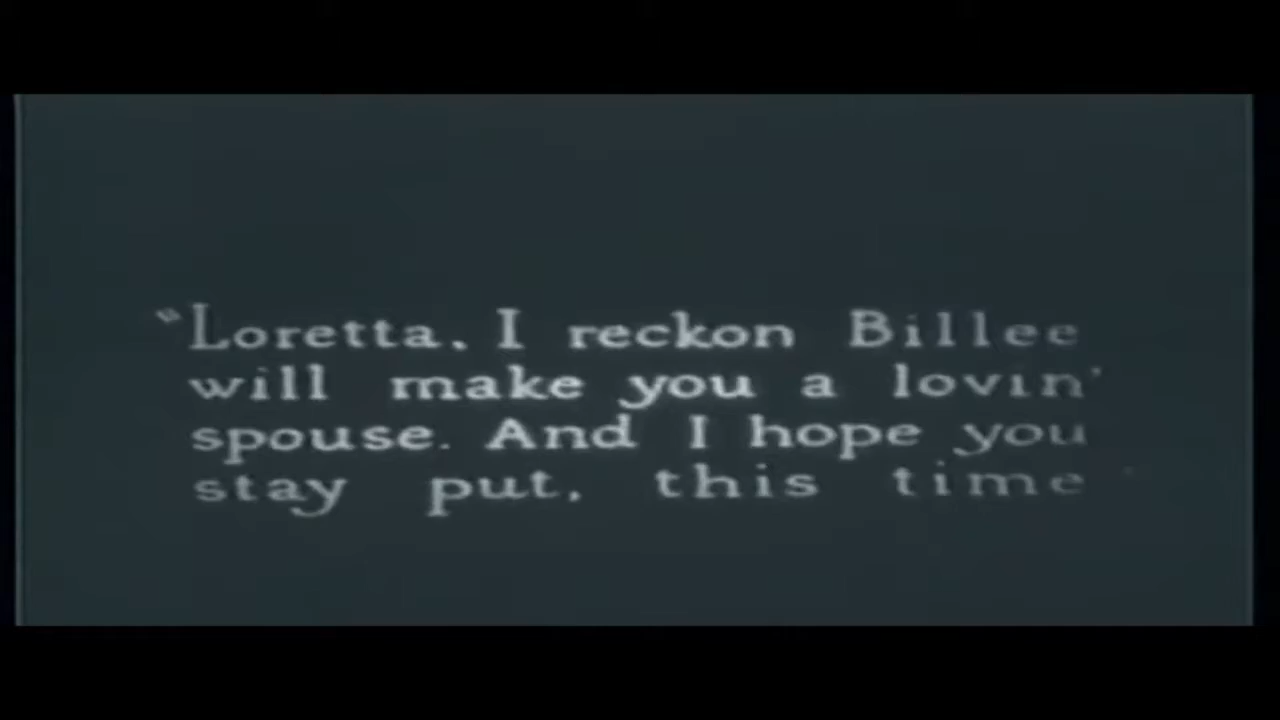 "Loretta, I reckon Billee
will make you a lovin'
spouse. And I hope you
stay put, this time